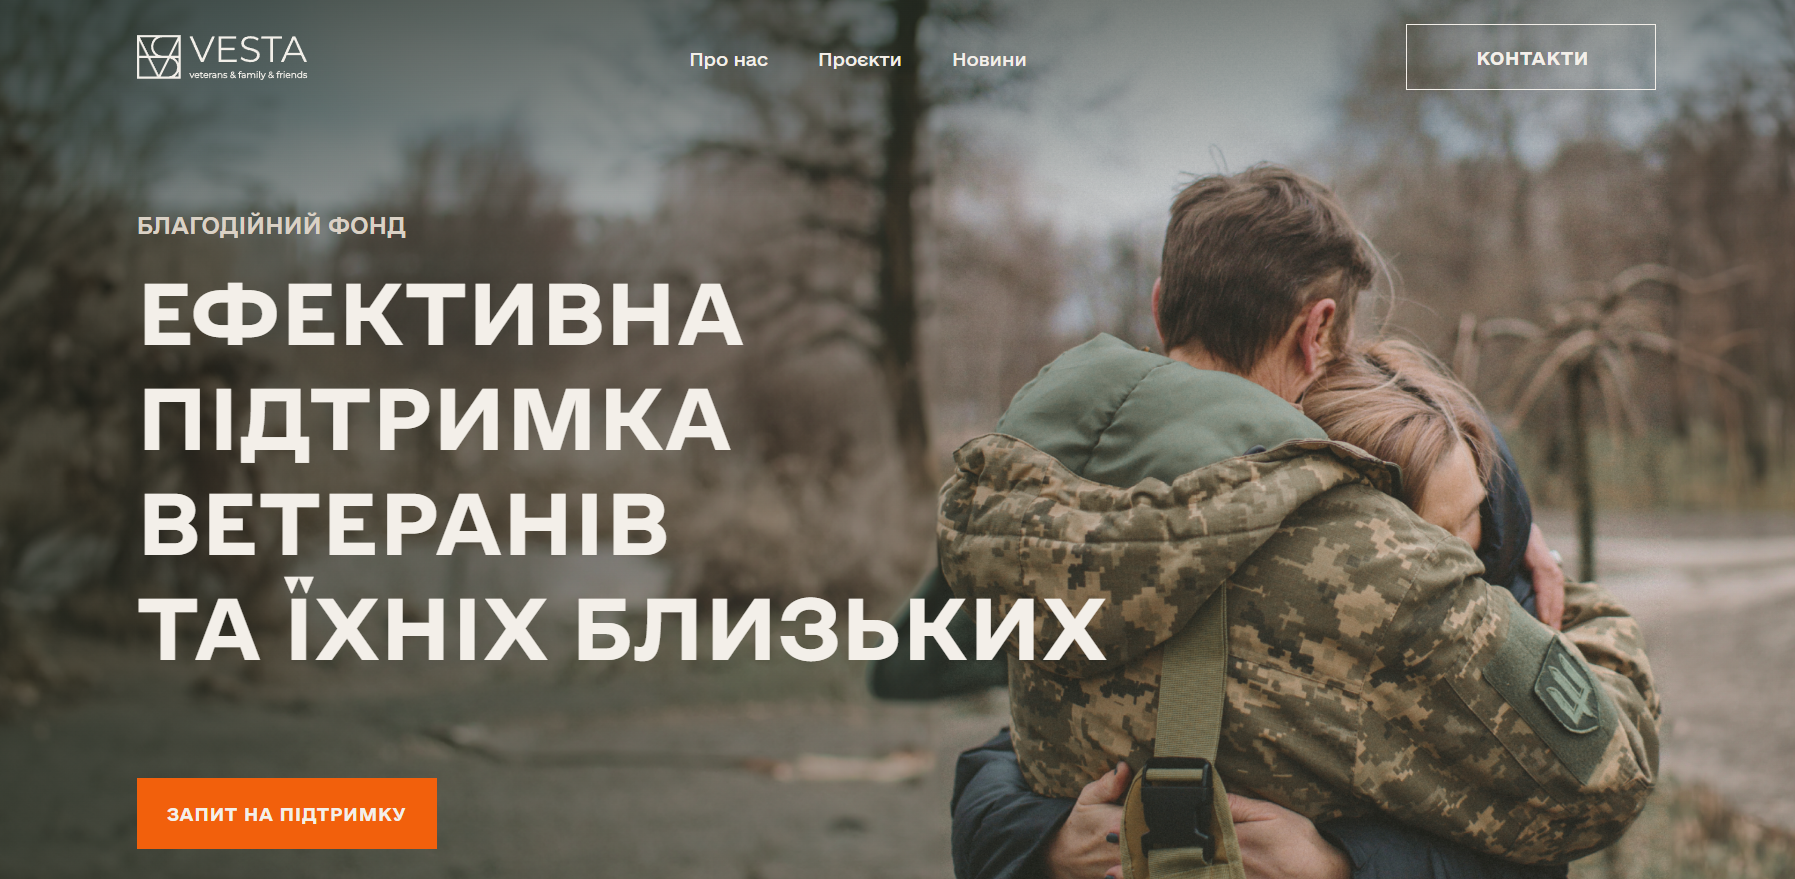 VESTA
veterans & family & friends
Про нас
Проєкти
Новини
КОНТАКТИ
БЛАГОДІЙНИЙ ФОНД
ЕФЕКТИВНА
ПІДТРИМКА
ВЕТЕРАНІВ
ТА ЇХНІХ БЛИЗЬКИХ
ЗАПИТ НА ПІДТРИМКУ